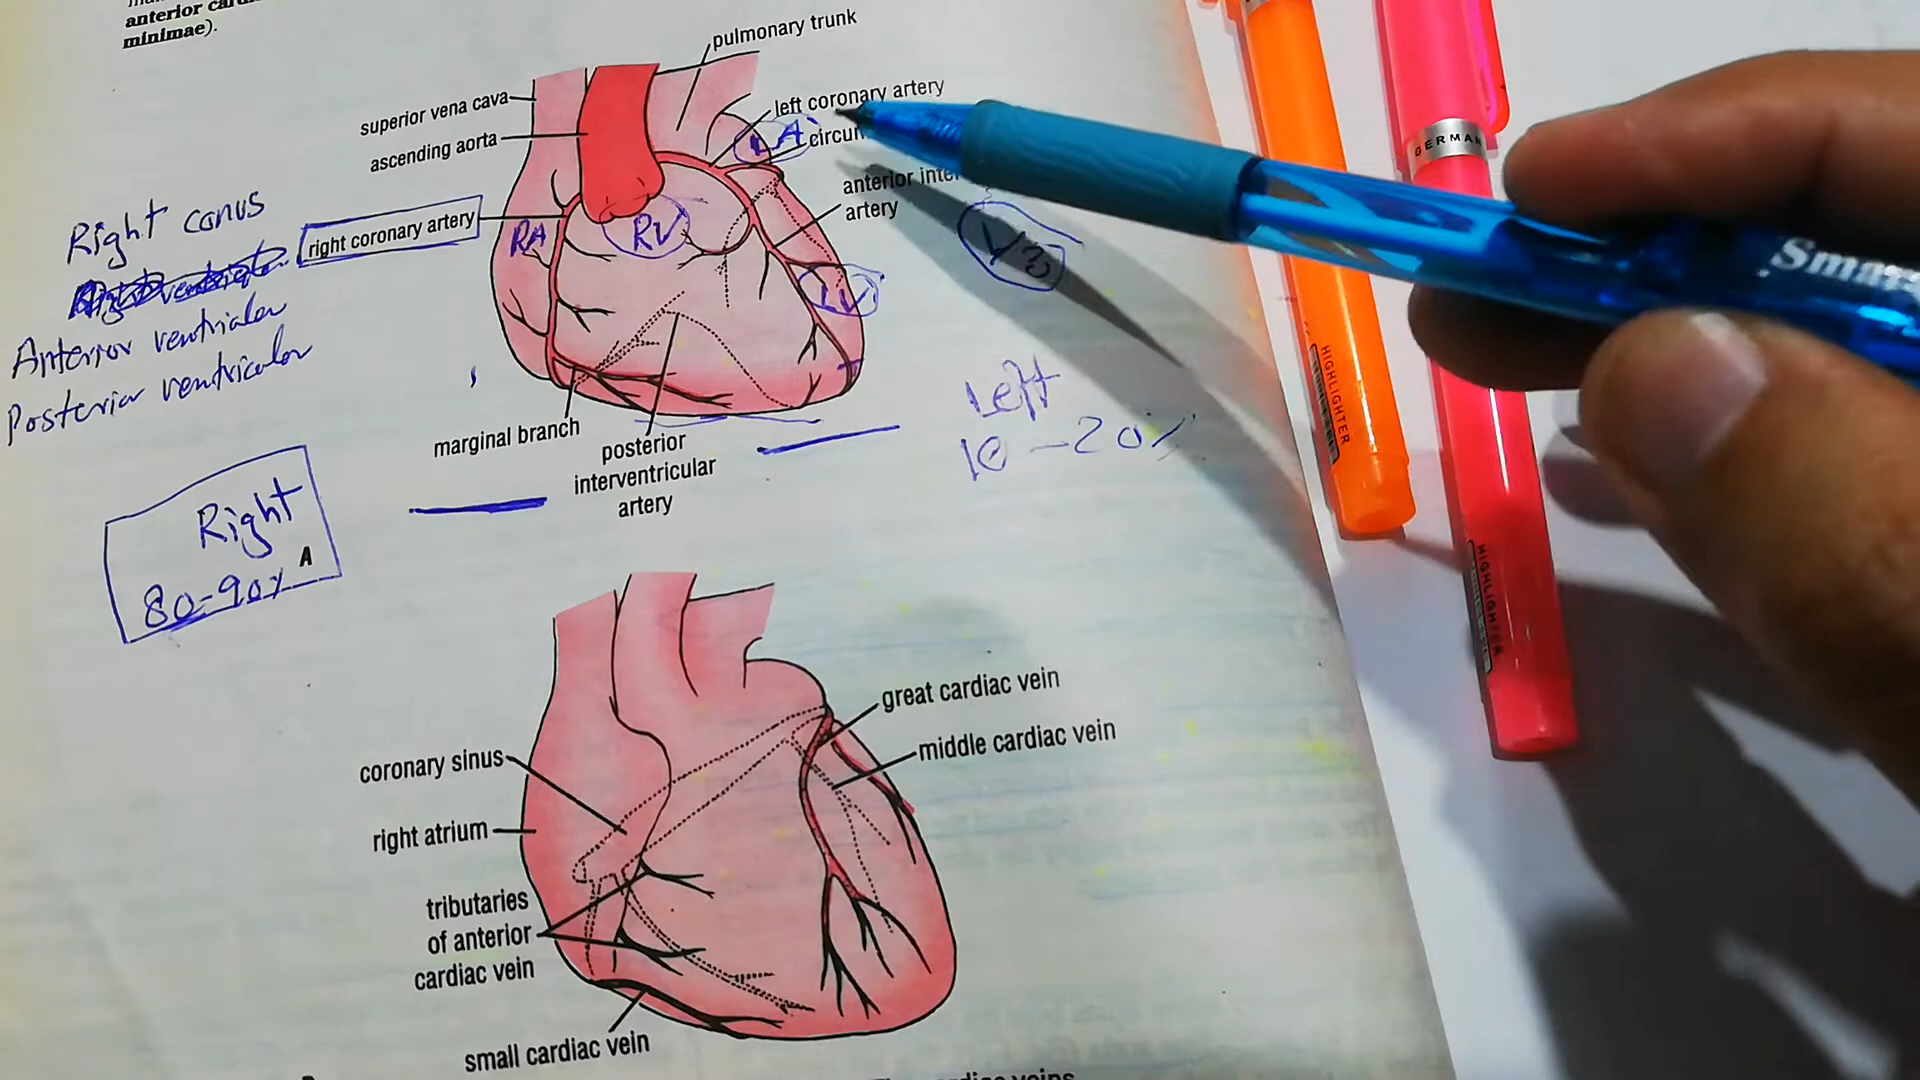 anterior
minimae).
pulmonary trunk
left coronary artery
superior vena cava
LA
ascending aorta
anterior
artery
Right conus
right coronary artery
RA
RV
Anterior ventricular
LV
Posterior ventricular
Left
10-20%
marginal branch
posterior
interventricular
artery
Right
80-90%
A
great cardiac vein
middle cardiac vein
coronary sinus
right atrium
tributaries
of anterior
cardiac vein
small cardiac vein
veins
GERMAN
HIGHLIGHTER
HIGHLIGHTER